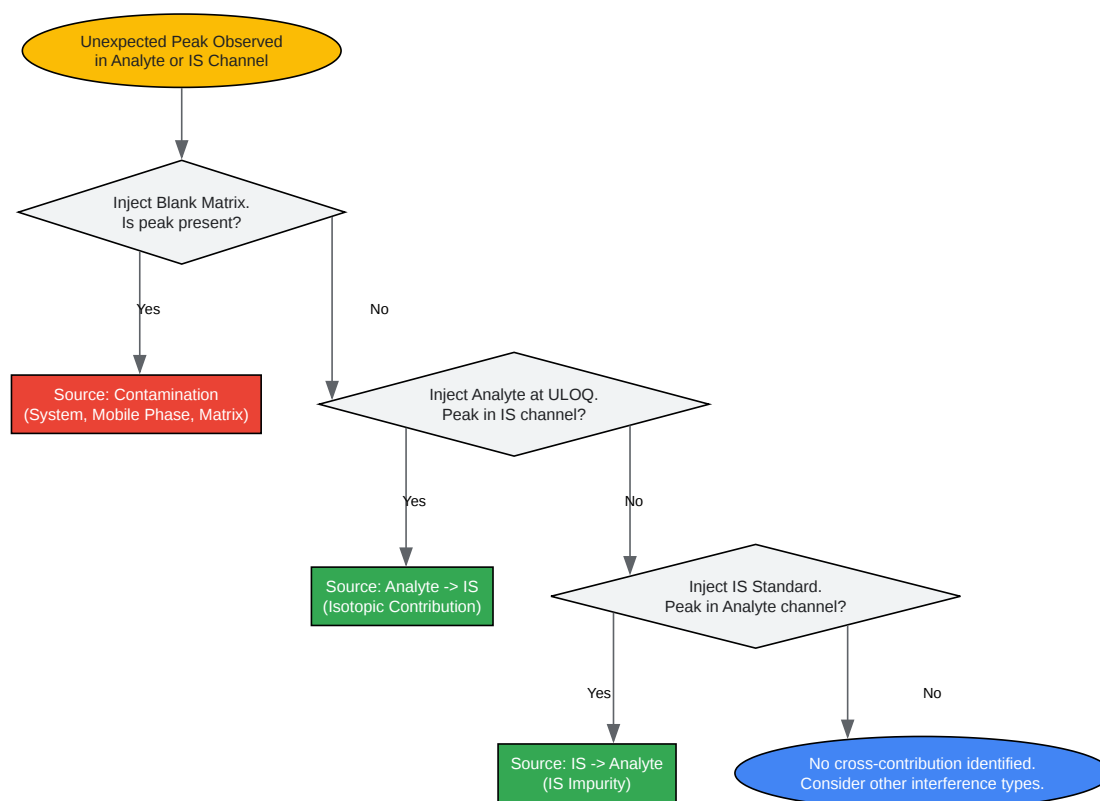 Unexpected Peak Observed
in Analyte or IS Channel
Inject Blank Matrix.
Is peak present?
Yes
No
Source: Contamination
(System, Mobile Phase, Matrix)
Inject Analyte at ULOQ.
Peak in IS channel?
Yes
No
Source: Analyte -> IS
(Isotopic Contribution)
Inject IS Standard.
Peak in Analyte channel?
Yes
No
Source: IS -> Analyte
(IS Impurity)
No cross-contribution identified.
Consider other interference types.